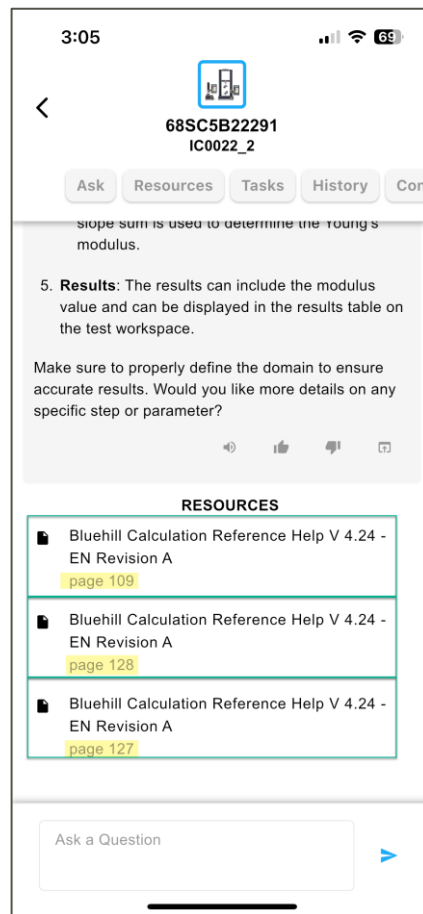 3:05
69
68SC5B22291
IC0022_2
Ask Resources Tasks History Con
slope sum is used to determine the Young's
modulus.
5. Results: The results can include the modulus
value and can be displayed in the results table on
the test workspace.
Make sure to properly define the domain to ensure
accurate results. Would you like more details on any
specific step or parameter?
RESOURCES
Bluehill Calculation Reference Help V 4.24 -
EN Revision A
page 109
Bluehill Calculation Reference Help V 4.24 -
EN Revision A
page 128
Bluehill Calculation Reference Help V 4.24 -
EN Revision A
page 127
Ask a Question